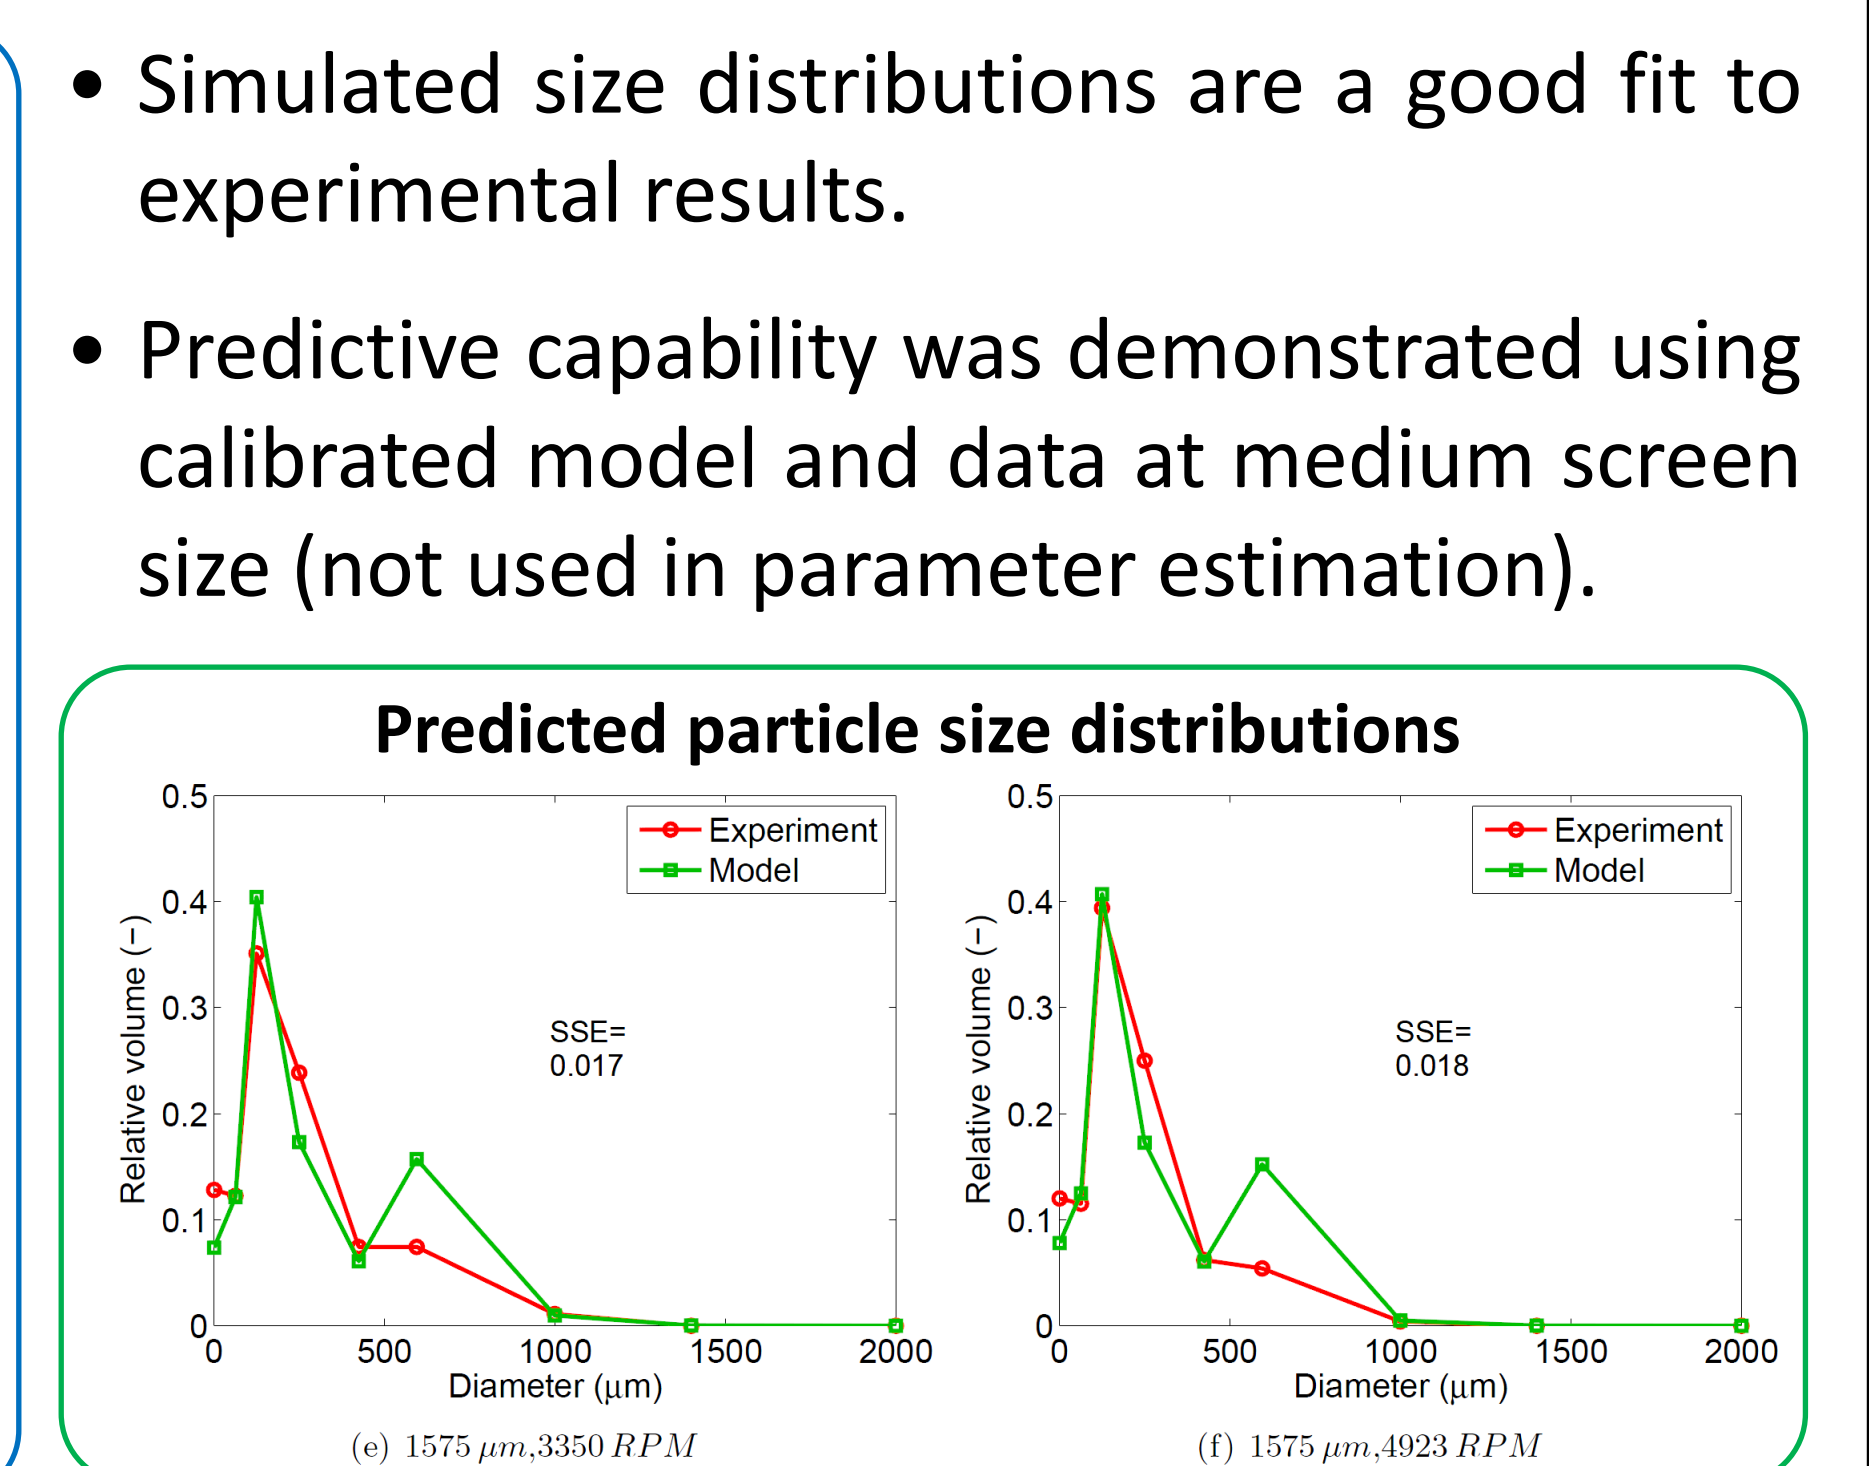 • Simulated size distributions are a good fit to
experimental results.
• Predictive capability was demonstrated using
calibrated model and data at medium screen
size (not used in parameter estimation).
Predicted particle size distributions
0.5
0.4
0.3
0.2
0.1
0
Relative volume (−)
Experiment
Model
SSE=
0.017
0 500 1000 1500 2000
Diameter (μm)
(e) 1575 μm,3350 RPM
0.5
0.4
0.3
0.2
0.1
0
Relative volume (−)
Experiment
Model
SSE=
0.018
0 500 1000 1500 2000
Diameter (μm)
(f) 1575 μm,4923 RPM